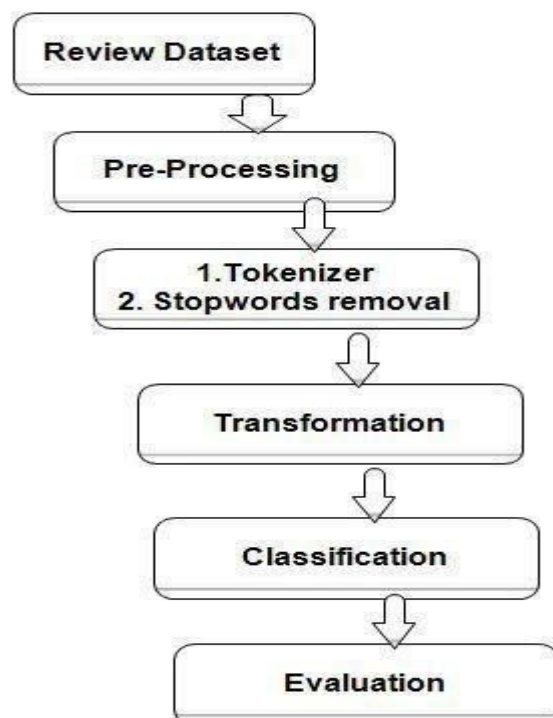 Review Dataset
Pre-Processing
1.Tokenizer
2. Stopwords removal
Transformation
Classification
Evaluation